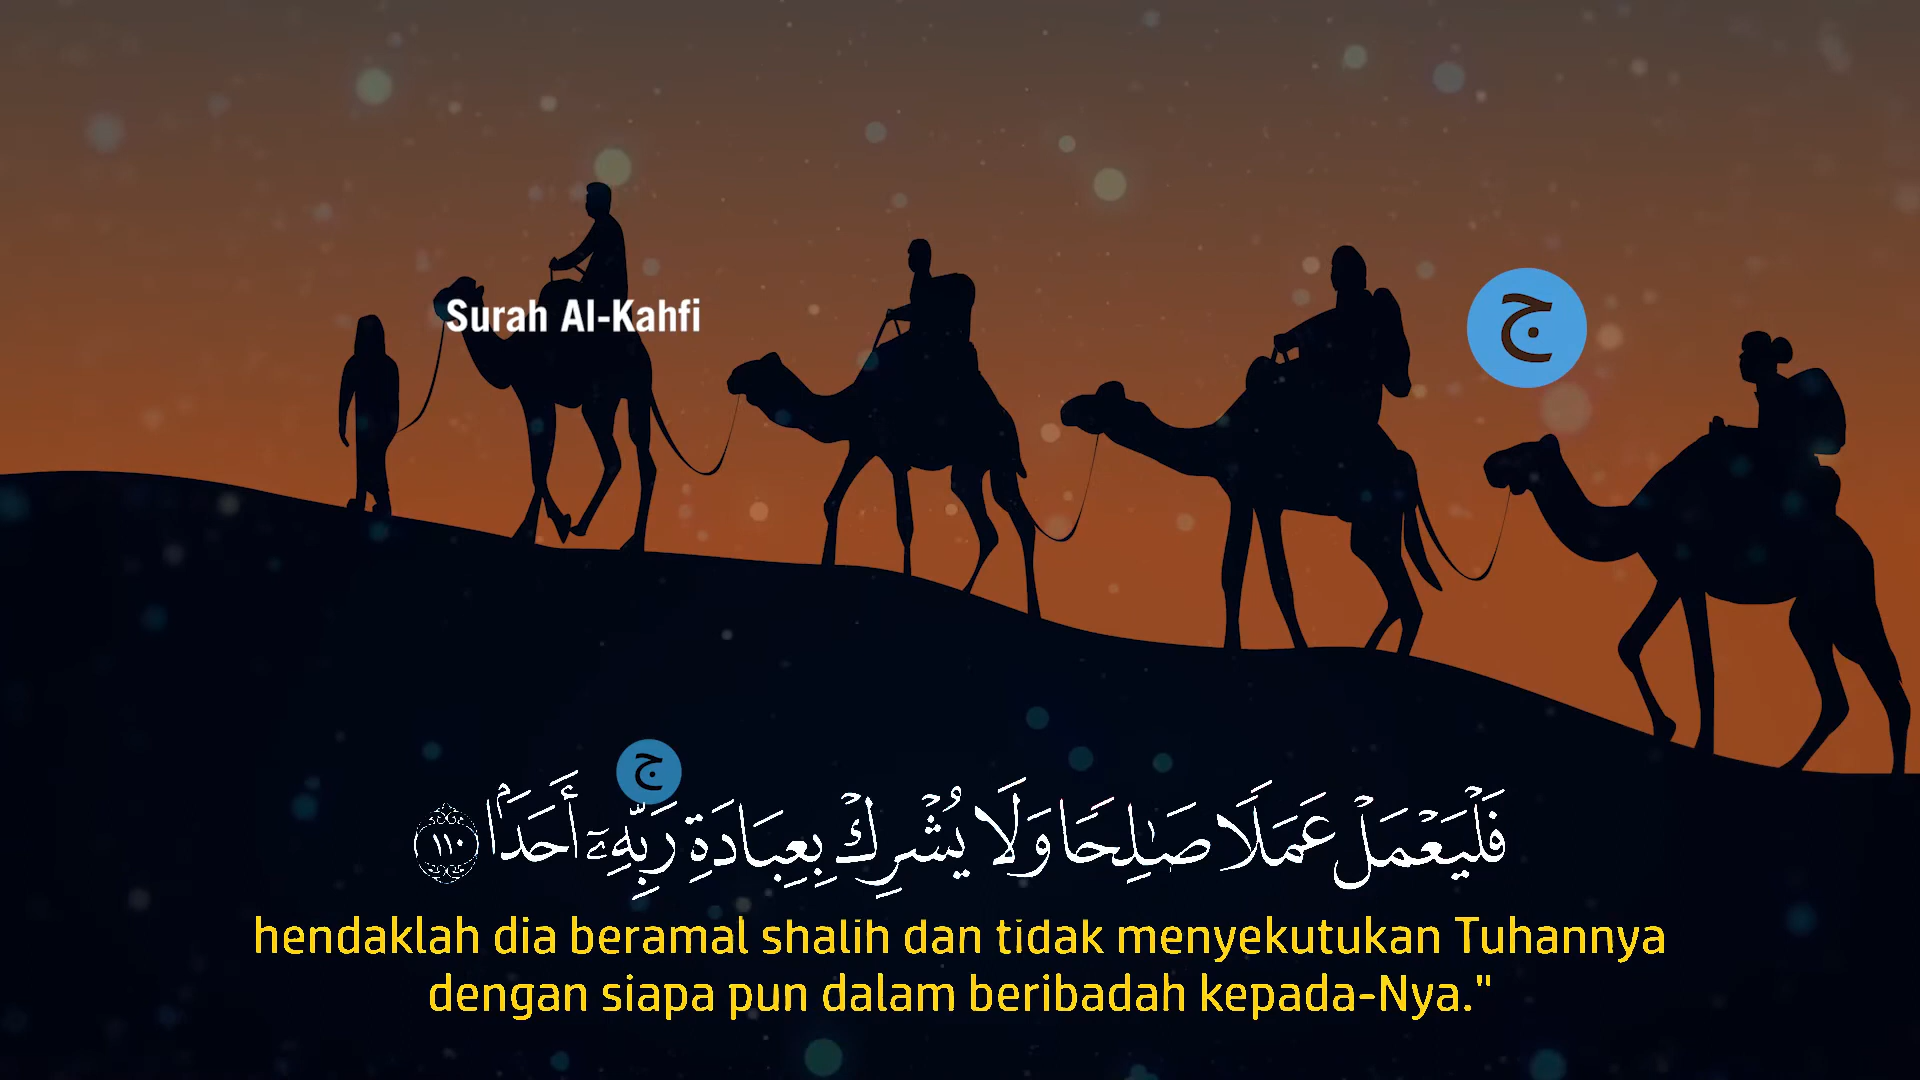 Surah Al-Kahfi
ج
ج
فَلْيَعْمَلْ عَمَلًا صَـٰلِحًا وَلَا يُشْرِكْ بِعِبَادَةِ رَبِّهِۦٓ أَحَدًۢا ١١٠
hendaklah dia beramal shalih dan tidak menyekutukan Tuhannya
dengan siapa pun dalam beribadah kepada-Nya."